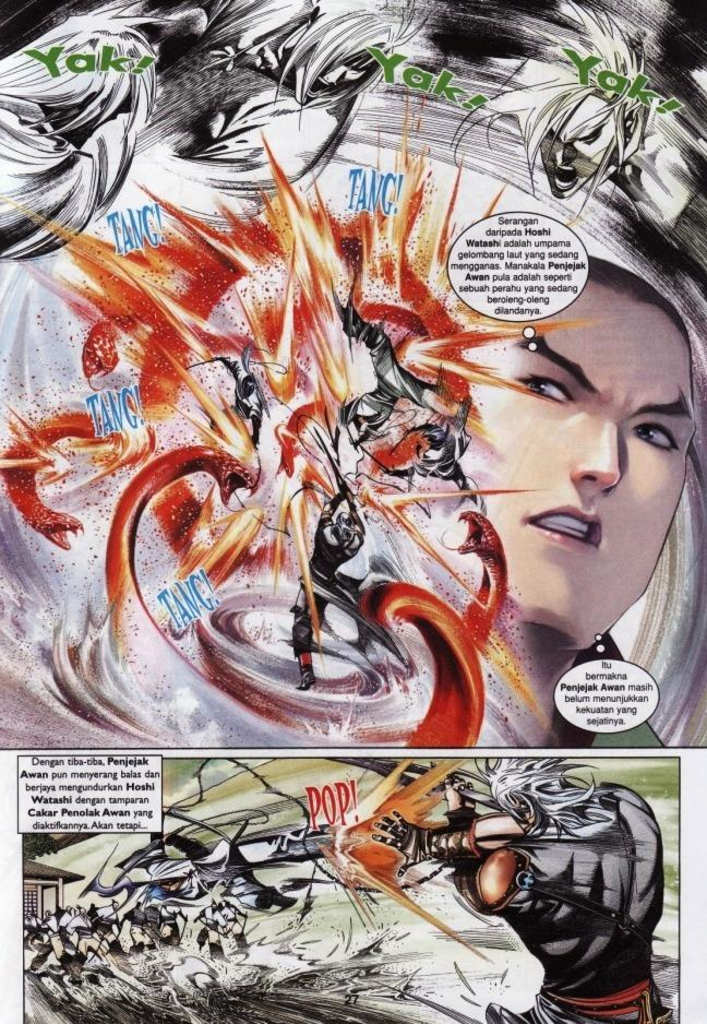 Yak!
Yak!
Yak!
TANG!
TANG!
Serangan
daripada Hoshi
Watashi adalah umpama
gelombang laut yang sedang
mengganas. Manakala Penjejak
Awan pula adalah seperti
sebuah perahu yang sedang
beroleng-oleng
dilandanya.
TANG!
TANG!
Itu
bermakna
Penjejak Awan masih
belum menunjukkan
kekuatan yang
sejatinya.
Dengan tiba-tiba, Penjejak
Awan pun menyerang balas dan
berjaya mengundurkan Hoshi
Watashi dengan tamparan
Cakar Penolak Awan yang
diaktifkannya. Akan tetapi...
POP!
27